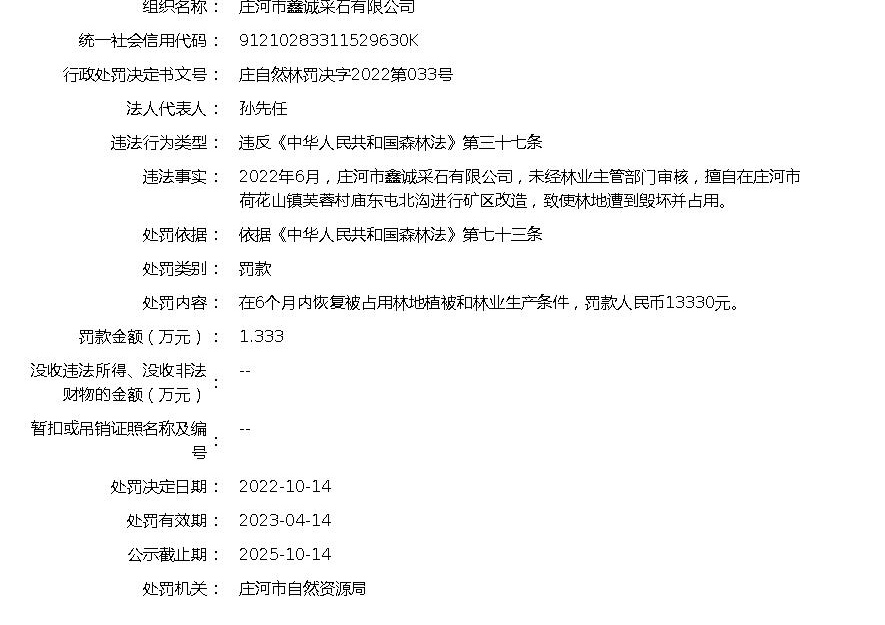 组织名称： 庄河市鑫诚采石有限公司
统一社会信用代码： 91210283311529630K
行政处罚决定书文号： 庄自然林罚决字2022第033号
法人代表人： 孙先任
违法行为类型： 违反《中华人民共和国森林法》第三十七条
违法事实： 2022年6月，庄河市鑫诚采石有限公司，未经林业主管部门审核，擅自在庄河市
荷花山镇芙蓉村庙东屯北沟进行矿区改造，致使林地遭到毁坏并占用。
处罚依据： 依据《中华人民共和国森林法》第七十三条
处罚类别： 罚款
处罚内容： 在6个月内恢复被占用林地植被和林业生产条件，罚款人民币13330元。
罚款金额（万元）： 1.333
没收违法所得、没收非法
财物的金额（万元）： --
暂扣或吊销证照名称及编
号： --
处罚决定日期： 2022-10-14
处罚有效期： 2023-04-14
公示截止期： 2025-10-14
处罚机关： 庄河市自然资源局